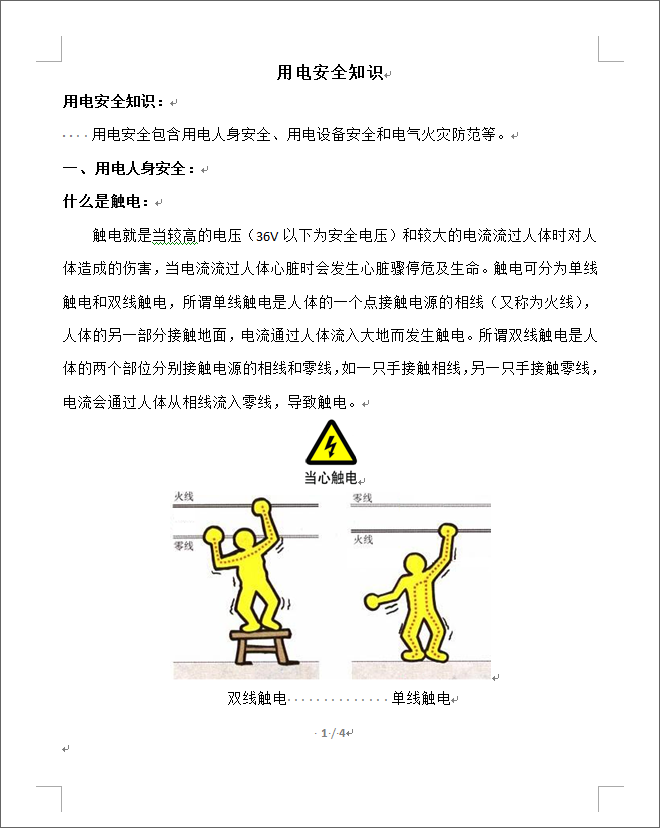 用电安全知识
用电安全知识：
用电安全包含用电人身安全、用电设备安全和电气火灾防范等。
一、用电人身安全：
什么是触电：
触电就是当较高的电压（36V 以下为安全电压）和较大的电流流过人体时对人
体造成的伤害，当电流流过人体心脏时会发生心脏骤停危及生命。触电可分为单线
触电和双线触电，所谓单线触电是人体的一个点接触电源的相线（又称为火线），
人体的另一部分接触地面，电流通过人体流入大地而发生触电。所谓双线触电是人
体的两个部位分别接触电源的相线和零线，如一只手接触相线，另一只手接触零线，
电流会通过人体从相线流入零线，导致触电。
当心触电
火线
零线
零线
火线
双线触电 单线触电
1 / 4